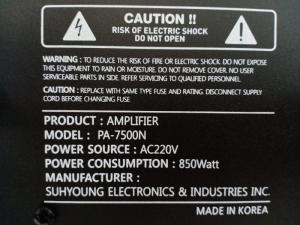 CAUTION !!
RISK OF ELECTRIC SHOCK
DO NOT OPEN
WARNING : TO REDUCE THE RISK OF FIRE OR ELECTRIC SHOCK. DO NOT EXPOSE
THIS EQUIPMENT TO RAIN OR MOISTURE. DO NOT REMOVE COVER. NO USER
SERVICEABLE PARTS IN SIDE. REFER SERVICING TO QUALIFIED PERSONNEL.
CAUTION : REPLACE WITH SAME TYPE FUSE AND RATING. DISCONNECT SUPPLY
CORD BEFORE CHANGING FUSE
PRODUCT : AMPLIFIER
MODEL : PA-7500N
POWER SOURCE : AC220V
POWER CONSUMPTION : 850Watt
MANUFACTURER :
SUHYOUNG ELECTRONICS & INDUSTRIES INC.
MADE IN KOREA